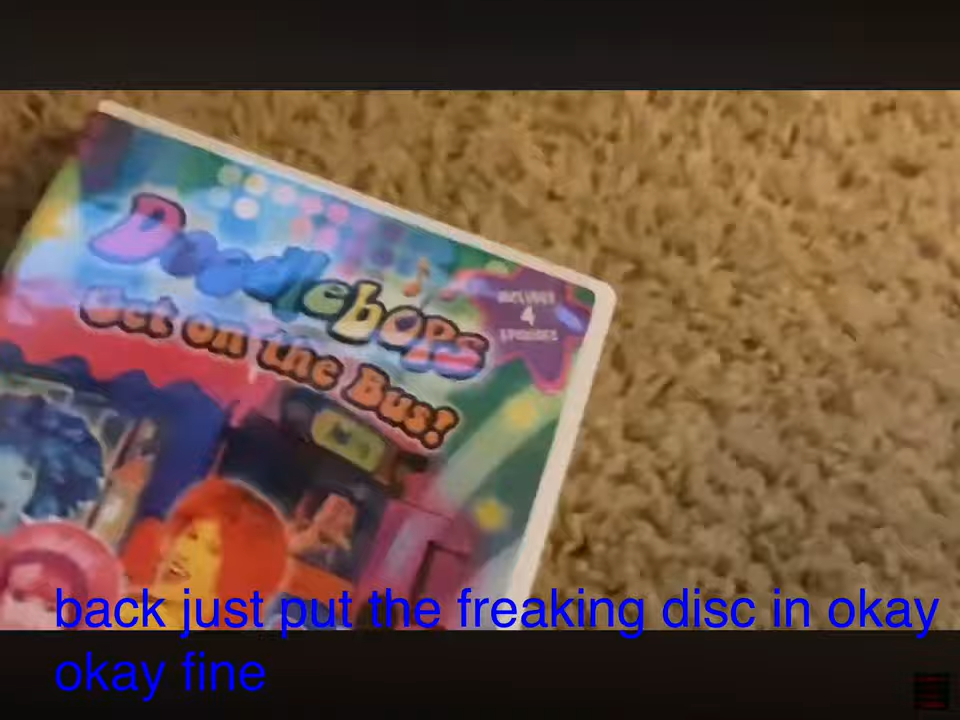 Doodlebops
Get on the Bus!
INCLUDES
4
EPISODES
back just put the freaking disc in okay
okay fine